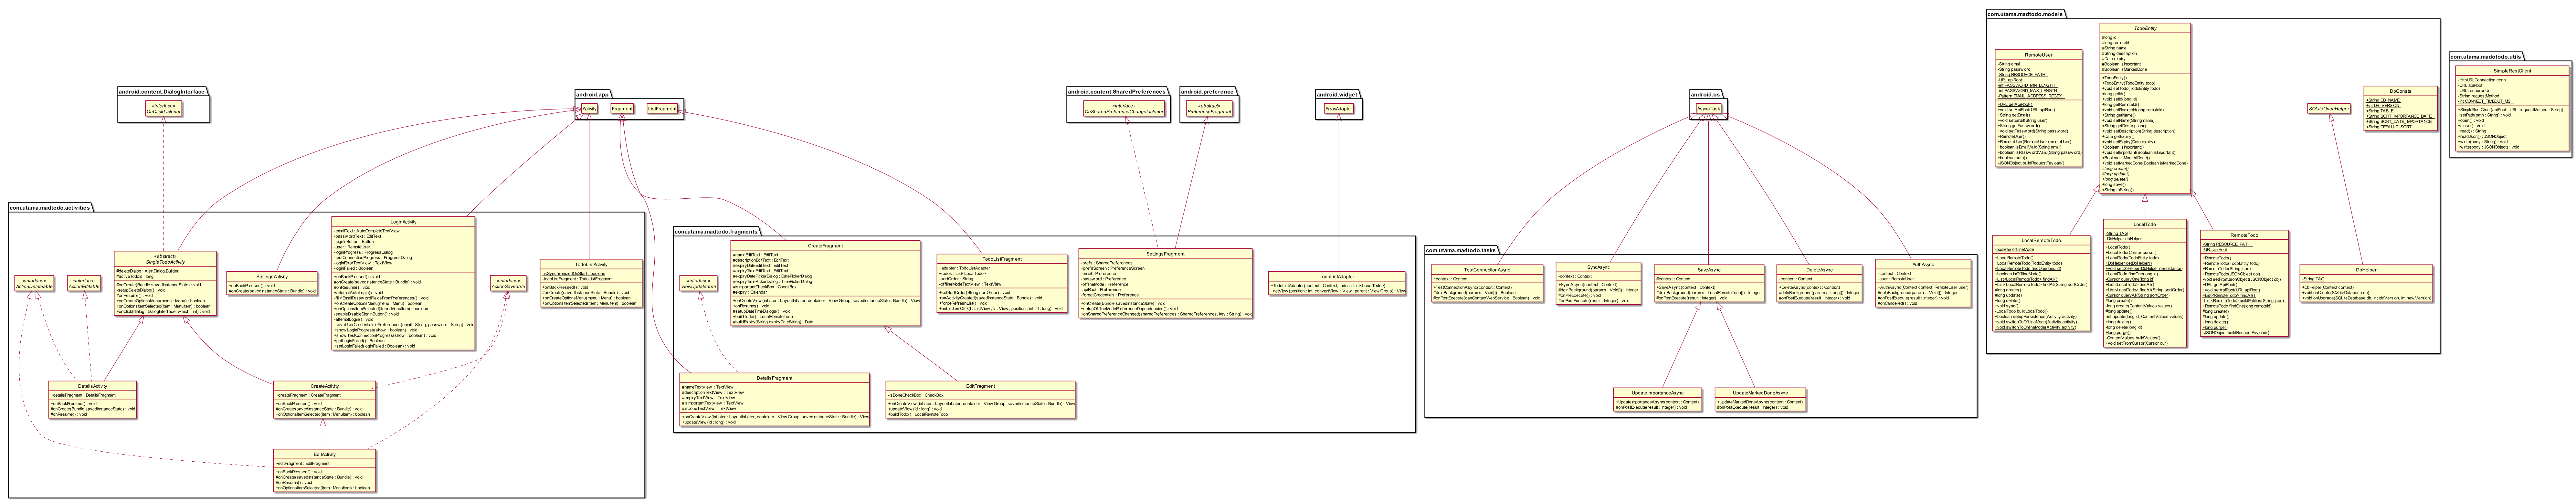 android.content.DialogInterface
«interface»
OnClickListener
android.app
Activity
Fragment
ListFragment
android.content.SharedPreferences
«interface»
OnSharedPreferenceChangeListener
android.preference
«abstract»
PreferenceFragment
android.widget
ArrayAdapter
android.os
AsyncTask
com.utama.madtodo.activities
«interface»
ActionDeleteable
«interface»
ActionEditable
«abstract»
SingleTodoActivity
#deleteDialog : AlertDialog.Builder
#activeTodoId : long
#onCreate(Bundle savedInstanceState) : void
-setupDeleteDialog() : void
#onResume() : void
+onCreateOptionsMenu(menu : Menu) : boolean
+onOptionsItemSelected(item : MenuItem) : boolean
+onClick(dialog : DialogInterface, which : int) : void
SettingsActivity
+onBackPressed() : void
#onCreate(savedInstanceState : Bundle) : void
LoginActivity
-emailText : AutoCompleteTextView
-passwordText : EditText
-signInButton : Button
-user : RemoteUser
-loginProgress : ProgressDialog
-testConnectionProgress : ProgressDialog
-loginErrorTextView : TextView
-loginFailed : Boolean
+onBackPressed() : void
#onCreate(savedInstanceState : Bundle) : void
#onResume() : void
-attemptAutoLogin() : void
-fillInEmailPasswordFieldsFromPreferences() : void
+onCreateOptionsMenu(menu : Menu) : boolean
+onOptionsItemSelected(item : MenuItem) : boolean
-enableDisableSignInButton() : void
-attemptLogin() : void
-saveUserCredentialsInPreferences(email : String, password : String) : void
+showLoginProgress(show : boolean) : void
+showTestConnectionProgress(show : boolean) : void
+getLoginFailed() : Boolean
+setLoginFailed(loginFailed : Boolean) : void
«interface»
ActionSaveable
TodoListActivity
-isSynchronizedOnStart : boolean
-todoListFragment : TodoListFragment
+onBackPressed() : void
#onCreate(savedInstanceState : Bundle) : void
+onCreateOptionsMenu(menu : Menu) : boolean
+onOptionsItemSelected(item : MenuItem) : boolean
DetailsActivity
-detailsFragment : DetailsFragment
+onBackPressed() : void
#onCreate(Bundle savedInstanceState) : void
#onResume() : void
CreateActivity
~createFragment : CreateFragment
+onBackPressed() : void
#onCreate(savedInstanceState : Bundle) : void
+onOptionsItemSelected(item : MenuItem) : boolean
EditActivity
~editFragment : EditFragment
+onBackPressed() : void
#onCreate(savedInstanceState : Bundle) : void
#onResume() : void
+onOptionsItemSelected(item : MenuItem) : boolean
com.utama.madtodo.fragments
«interface»
ViewUpdateable
CreateFragment
#nameEditText : EditText
#descriptionEditText : EditText
#expiryDateEditText : EditText
#expiryTimeEditText : EditText
#expiryDatePickerDialog : DatePickerDialog
#expiryTimePickerDialog : TimePickerDialog
#isImportantCheckBox : CheckBox
#expiry : Calendar
+onCreateView(inflater : LayoutInflater, container : ViewGroup, savedInstanceState : Bundle) : View
+onResume() : void
#setupDateTimeDialogs() : void
#buildTodo() : LocalRemoteTodo
#buildExpiry(String expiryDateString) : Date
TodoListFragment
-adapter : TodoListAdapter
-todos : List<LocalTodo>
-sortOrder : String
-offlineModeTextView : TextView
+onActivityCreated(savedInstanceState : Bundle) : void
+setSortOrder(String sortOrder) : void
+forceRefreshList() : void
+onListItemClick(l : ListView, v : View, position : int, id : long) : void
SettingsFragment
-prefs : SharedPreferences
-prefsScreen : PreferenceScreen
-email : Preference
-password : Preference
-offlineMode : Preference
-apiRoot : Preference
-forgetCredentials : Preference
+onCreate(Bundle savedInstanceState) : void
-setupOfflineModePreferenceDependencies() : void
+onSharedPreferenceChanged(sharedPreferences : SharedPreferences, key : String) : void
TodoListAdapter
+TodoListAdapter(context : Context, todos : List<LocalTodo>)
+getView(position : int, convertView : View, parent : ViewGroup) : View
DetailsFragment
#nameTextView : TextView
#descriptionTextView : TextView
#expiryTextView : TextView
#isImportantTextView : TextView
#isDoneTextView : TextView
+onCreateView(inflater : LayoutInflater, container : ViewGroup, savedInstanceState : Bundle) : View
+updateView(id : long) : void
EditFragment
-isDoneCheckBox : CheckBox
+onCreateView(inflater : LayoutInflater, container : ViewGroup, savedInstanceState : Bundle) : View
+updateView(id : long) : void
+buildTodo() : LocalRemoteTodo
com.utama.madtodo.tasks
TestConnectionAsync
-context : Context
+TestConnectionAsync(context : Context)
#doInBackground(params : Void[]) : Boolean
#onPostExecute(canContactWebService : Boolean) : void
SyncAsync
-context : Context
+SyncAsync(context : Context)
#doInBackground(params : Void[]) : Integer
#onPreExecute() : void
#onPostExecute(result : Integer) : void
SaveAsync
#context : Context
+SaveAsync(context : Context)
#doInBackground(params : LocalRemoteTodo[]) : Integer
#onPostExecute(result : Integer) : void
DeleteAsync
-context : Context
+DeleteAsync(context : Context)
#doInBackground(params : Long[]) : Integer
#onPostExecute(result : Integer) : void
AuthAsync
-context : Context
-user : RemoteUser
+AuthAsync(Context context, RemoteUser user)
#doInBackground(params : Void[]) : Integer
#onPostExecute(result : Integer) : void
#onCancelled() : void
UpdateImportanceAsync
+UpdateImportanceAsync(context : Context)
#onPostExecute(result : Integer) : void
UpdateMarkedDoneAsync
+UpdateMarkedDoneAsync(context : Context)
#onPostExecute(result : Integer) : void
com.utama.madtodo.models
RemoteUser
-String email
-String password
-String RESOURCE_PATH
-URL apiRoot
-int PASSWORD_MIN_LENGTH
-int PASSWORD_MAX_LENGTH
-Pattern EMAIL_ADDRESS_REGEX
+URL getApiRoot()
+void setApiRoot(URL apiRoot)
+String getEmail()
+void setEmail(String user)
+String getPassword()
+void setPassword(String password)
+RemoteUser()
+RemoteUser(RemoteUser remoteUser)
+boolean isEmailValid(String email)
+boolean isPasswordValid(String password)
+boolean auth()
-JSONObject buildRequestPayload()
TodoEntity
#long id
#long remoteId
#String name
#String description
#Date expiry
#Boolean isImportant
#Boolean isMarkedDone
+TodoEntity()
+TodoEntity(TodoEntity todo)
+void setTodo(TodoEntity todo)
+long getId()
+void setId(long id)
+long getRemoteId()
+void setRemoteId(long remoteId)
+String getName()
+void setName(String name)
+String getDescription()
+void setDescription(String description)
+Date getExpiry()
+void setExpiry(Date expiry)
+Boolean isImportant()
+void setImportant(Boolean isImportant)
+Boolean isMarkedDone()
+void setMarkedDone(Boolean isMarkedDone)
#long create()
#long update()
+long delete()
+long save()
+String toString()
SQLiteOpenHelper
DbConsts
+String DB_NAME
+int DB_VERSION
+String TABLE
+String SORT_IMPORTANCE_DATE
+String SORT_DATE_IMPORTANCE
+String DEFAULT_SORT
LocalRemoteTodo
-boolean offlineMode
+LocalRemoteTodo()
+LocalRemoteTodo(TodoEntity todo)
+LocalRemoteTodo findOne(long id)
+boolean isOfflineMode()
+List<LocalRemoteTodo> findAll()
+List<LocalRemoteTodo> findAll(String sortOrder)
#long create()
#long update()
+long delete()
-LocalTodo buildLocalTodo()
+void sync()
+boolean setupPersistence(Activity activity)
+void switchToOfflineMode(Activity activity)
+void switchToOnlineMode(Activity activity)
LocalTodo
-String TAG
-DbHelper dbHelper
+LocalTodo()
+LocalTodo(Cursor cursor)
+LocalTodo(TodoEntity todo)
+DbHelper getDbHelper()
+void setDbHelper(DbHelper persistance)
+LocalTodo findOne(long id)
-Cursor queryOne(long id)
+List<LocalTodo> findAll()
+List<LocalTodo> findAll(String sortOrder)
-Cursor queryAll(String sortOrder)
#long create()
-long create(ContentValues values)
#long update()
-int update(long id, ContentValues values)
+long delete()
-long delete(long id)
-ContentValues buildValues()
+long purge()
+void setFromCursor(Cursor cur)
RemoteTodo
-String RESOURCE_PATH
-URL apiRoot
+RemoteTodo()
+RemoteTodo(TodoEntity todo)
+RemoteTodo(String json)
+RemoteTodo(JSONObject obj)
+void setFromJson(JSONObject obj)
+URL getApiRoot()
+void setApiRoot(URL apiRoot)
+List<RemoteTodo> findAll()
-List<RemoteTodo> buildEntities(String json)
+RemoteTodo findOne(long remoteId)
#long create()
#long update()
+long delete()
+long purge()
-JSONObject buildRequestPayload()
DbHelper
-String TAG
+DbHelper(Context context)
+void onCreate(SQLiteDatabase db)
+void onUpgrade(SQLiteDatabase db, int oldVersion, int newVersion)
com.utama.madotodo.utils
SimpleRestClient
-HttpURLConnection conn
-URL apiRoot
-URL resourceUrl
-String requestMethod
-int CONNECT_TIMEOUT_MS
+SimpleRestClient(apiRoot : URL, requestMethod : String)
+setPath(path : String) : void
+open() : void
+close() : void
+read() : String
+readJson() : JSONObject
+write(body : String) : void
+write(body : JSONObject) : void